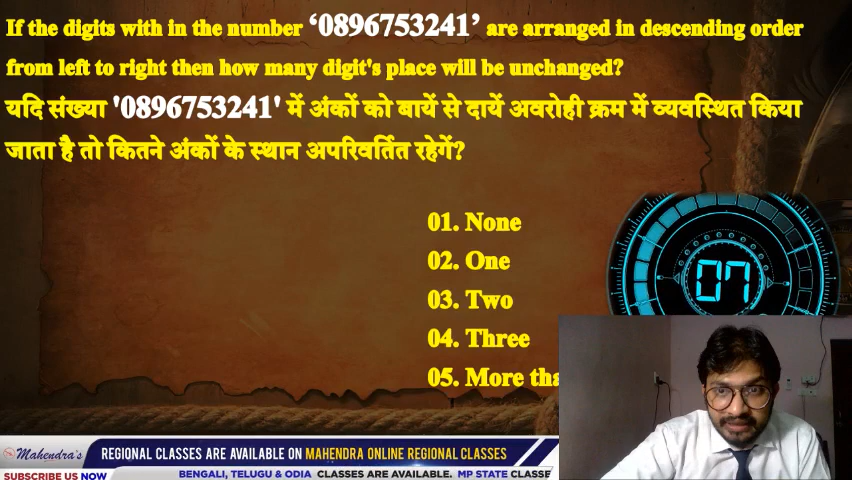 If the digits with in the number ‘0896753241’ are arranged in descending order
from left to right then how many digit's place will be unchanged?
यदि संख्या '0896753241' में अंकों को बायें से दायें अवरोही क्रम में व्यवस्थित किया
जाता है तो कितने अंकों के स्थान अपरिवर्तित रहेगें?
01. None
02. One
03. Two
04. Three
05. More
07
Mahendra's
REGIONAL CLASSES ARE AVAILABLE ON MAHENDRA ONLINE REGIONAL CLASSES
SUBSCRIBE US NOW
BENGALI, TELUGU & ODIA CLASSES ARE AVAILABLE. MP STATE CLASSE